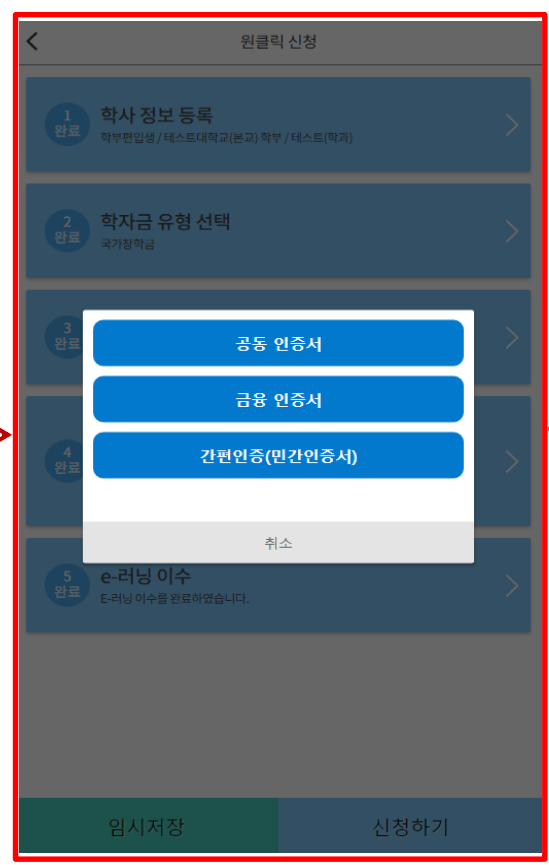 원클릭 신청
1
완료
학사 정보 등록
학부편입생 / 테스트대학교(본교) 학부 / 테스트(학과)
2
완료
학자금 유형 선택
국가장학금
3
완료
공동 인증서
금융 인증서
4
완료
간편인증(민간인증서)
취소
5
완료
e-러닝 이수
E-러닝 이수를 완료하였습니다.
임시저장
신청하기